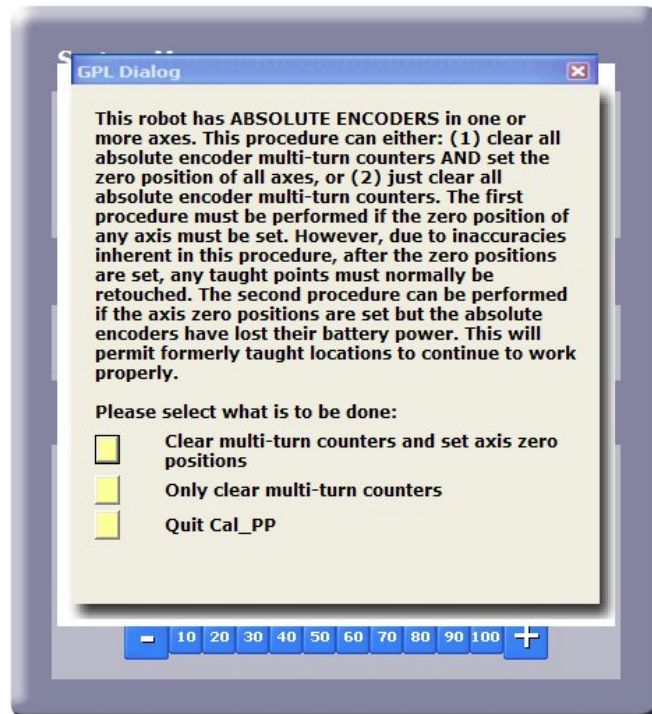 GPL Dialog
This robot has ABSOLUTE ENCODERS in one or
more axes. This procedure can either: (1) clear all
absolute encoder multi-turn counters AND set the
zero position of all axes, or (2) just clear all
absolute encoder multi-turn counters. The first
procedure must be performed if the zero position of
any axis must be set. However, due to inaccuracies
inherent in this procedure, after the zero positions
are set, any taught points must normally be
retouched. The second procedure can be performed
if the axis zero positions are set but the absolute
encoders have lost their battery power. This will
permit formerly taught locations to continue to work
properly.
Please select what is to be done:
Clear multi-turn counters and set axis zero
positions
Only clear multi-turn counters
Quit Cal_PP
- 10 20 30 40 50 60 70 80 90 100 +